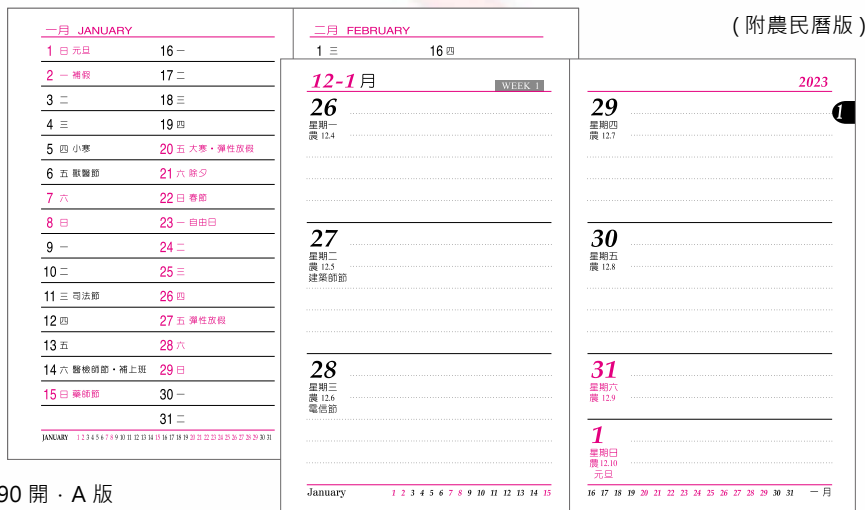 (附農民曆版)
一月 JANUARY
1 日 元旦
2 一 補假
3 二
4 三
5 四 小寒
6 五 獸醫節
7 六
8 日
9 一
10 二
11 三 司法節
12 四
13 五
14 六 醫檢師節・補上班
15 日 藥師節
16 一
17 二
18 三
19 四
20 五 大寒・彈性放假
21 六 除夕
22 日 春節
23 一 自由日
24 二
25 三
26 四
27 五 彈性放假
28 六
29 日
30 一
31 二
JANUARY 1 2 3 4 5 6 7 8 9 10 11 12 13 14 15 16 17 18 19 20 21 22 23 24 25 26 27 28 29 30 31
二月 FEBRUARY
1 三
16 四
12-1月
WEEK 1
26
星期一
農 12.4
27
星期二
農 12.5
建築師節
28
星期三
農 12.6
電信節
January 1 2 3 4 5 6 7 8 9 10 11 12 13 14 15
2023
1
29
星期四
農 12.7
30
星期五
農 12.8
31
星期六
農 12.9
1
星期日
農 12.10
元旦
16 17 18 19 20 21 22 23 24 25 26 27 28 29 30 31 一月
90 開・A 版